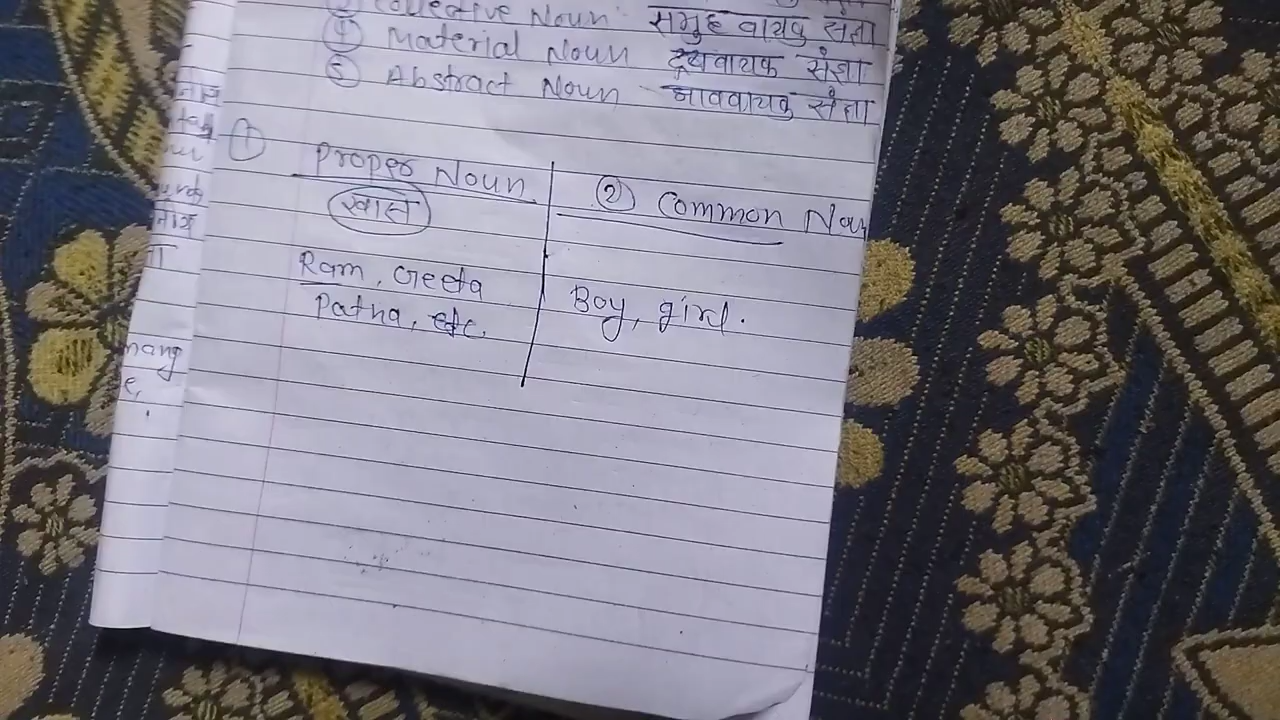 ③ Collective Noun समुह वाचक संज्ञा
④ Material Noun द्रव्यवाचक संज्ञा
⑤ Abstract Noun भाववाचक संज्ञा
① Proper Noun
खास
Ram, Geeta
Patna, etc.
② Common Noun
Boy, girl.